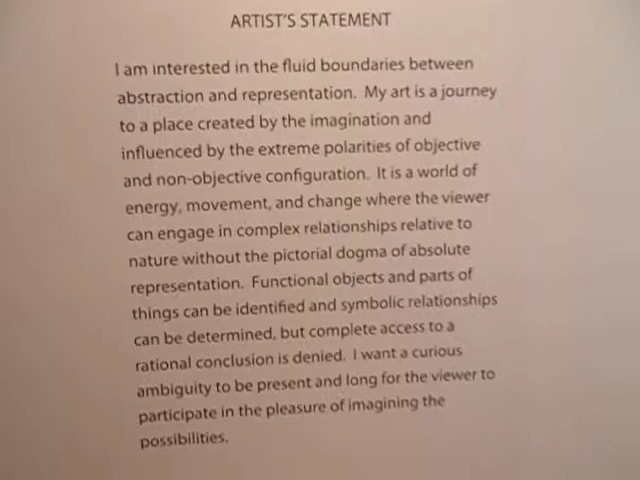 ARTIST'S STATEMENT
I am interested in the fluid boundaries between
abstraction and representation. My art is a journey
to a place created by the imagination and
influenced by the extreme polarities of objective
and non-objective configuration. It is a world of
energy, movement, and change where the viewer
can engage in complex relationships relative to
nature without the pictorial dogma of absolute
representation. Functional objects and parts of
things can be identified and symbolic relationships
can be determined, but complete access to a
rational conclusion is denied. I want a curious
ambiguity to be present and long for the viewer to
participate in the pleasure of imagining the
possibilities.